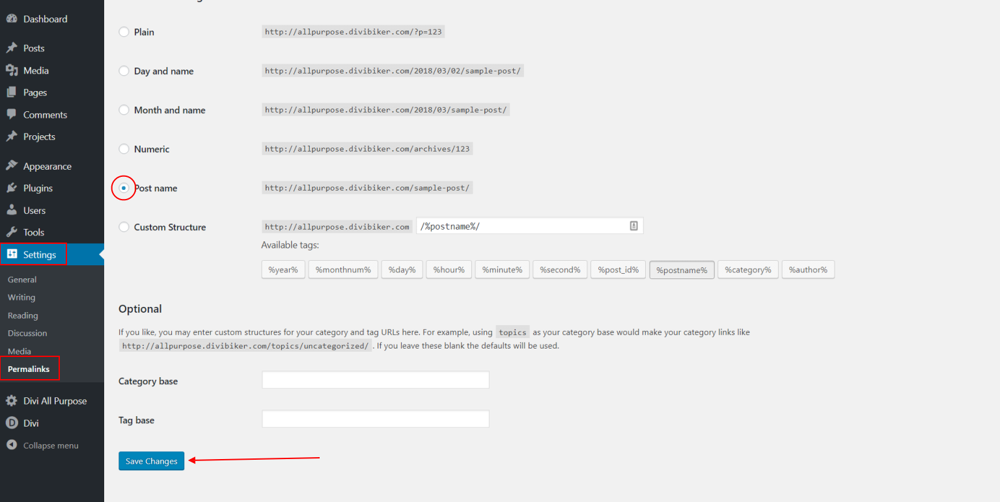 Dashboard
Posts
Media
Pages
Comments
Projects
Appearance
Plugins
Users
Tools
Settings
General
Writing
Reading
Discussion
Media
Permalinks
Divi All Purpose
Divi
Collapse menu
Plain http://allpurpose.divibiker.com/?p=123
Day and name http://allpurpose.divibiker.com/2018/03/02/sample-post/
Month and name http://allpurpose.divibiker.com/2018/03/sample-post/
Numeric http://allpurpose.divibiker.com/archives/123
Post name http://allpurpose.divibiker.com/sample-post/
Custom Structure http://allpurpose.divibiker.com /%postname%/
Available tags:
%year% %monthnum% %day% %hour% %minute% %second% %post_id% %postname% %category% %author%
Optional
If you like, you may enter custom structures for your category and tag URLs here. For example, using topics as your category base would make your category links like
http://allpurpose.divibiker.com/topics/uncategorized/ . If you leave these blank the defaults will be used.
Category base
Tag base
Save Changes